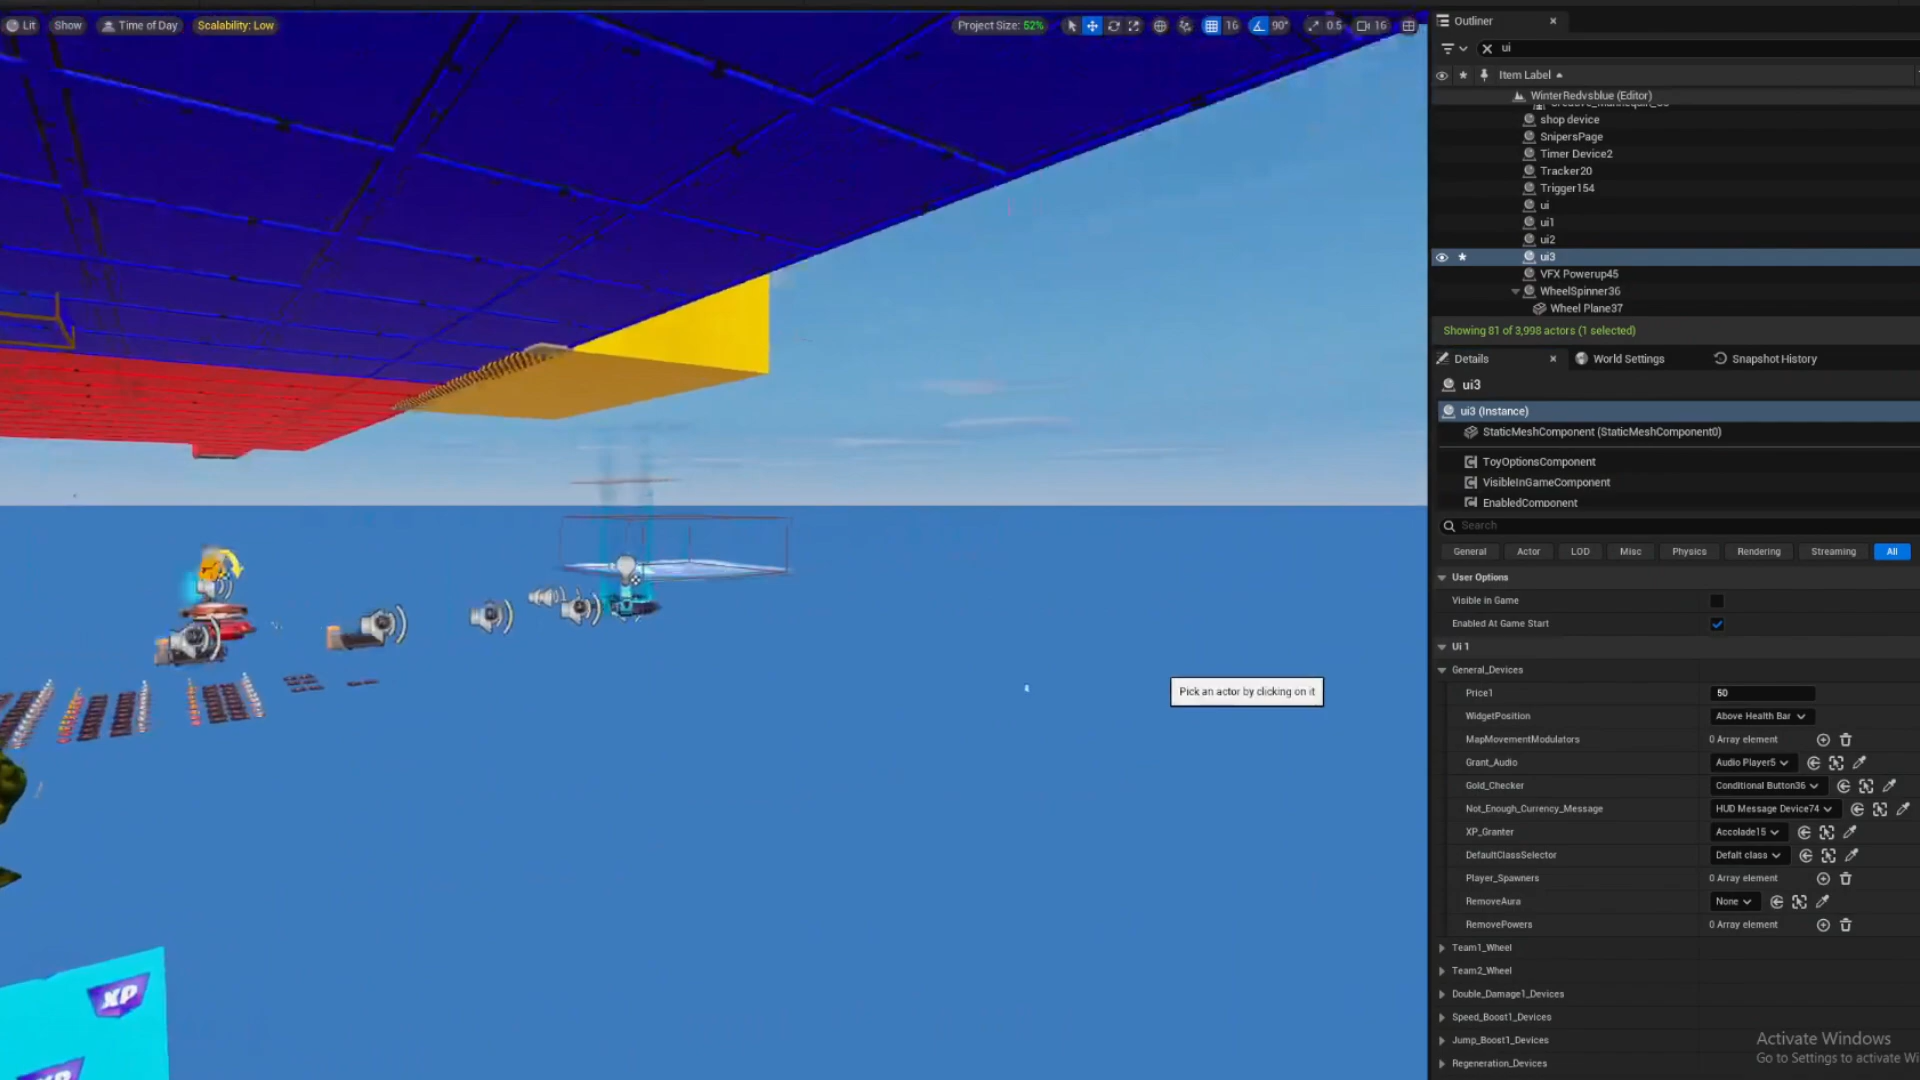 Lit Show Time of Day Scalability: Low Project Size: 52% 16 90° 0.5 16
Outliner
ui
Item Label
WinterRedvsblue (Editor)
shop device
SnipersPage
Timer Device2
Tracker20
Trigger154
ui
ui1
ui2
ui3
VFX Powerup45
WheelSpinner36
Wheel Plane37
Showing 81 of 3,998 actors (1 selected)
Details World Settings Snapshot History
ui3
ui3 (Instance)
StaticMeshComponent (StaticMeshComponent0)
ToyOptionsComponent
VisibleInGameComponent
EnabledComponent
Search
General Actor LOD Misc Physics Rendering Streaming All
User Options
Visible in Game
Enabled At Game Start
Ui 1
General_Devices
Price1 50
WidgetPosition Above Health Bar
MapMovementModulators 0 Array element
Grant_Audio Audio Player5
Gold_Checker Conditional Button36
Not_Enough_Currency_Message HUD Message Device74
XP_Granter Accolade15
DefaultClassSelector Defalt class
Player_Spawners 0 Array element
RemoveAura None
RemovePowers 0 Array element
Team1_Wheel
Team2_Wheel
Double_Damage1_Devices
Speed_Boost1_Devices
Jump_Boost1_Devices
Regeneration_Devices
Pick an actor by clicking on it
XP
Activate Windows
Go to Settings to activate Wi